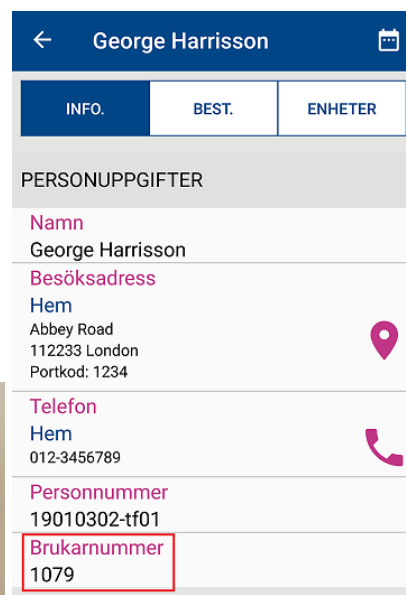 George Harrisson
INFO. BEST. ENHETER
PERSONUPPGIFTER
Namn
George Harrisson
Besöksadress
Hem
Abbey Road
112233 London
Portkod: 1234
Telefon
Hem
012-3456789
Personnummer
19010302-tf01
Brukarnummer
1079